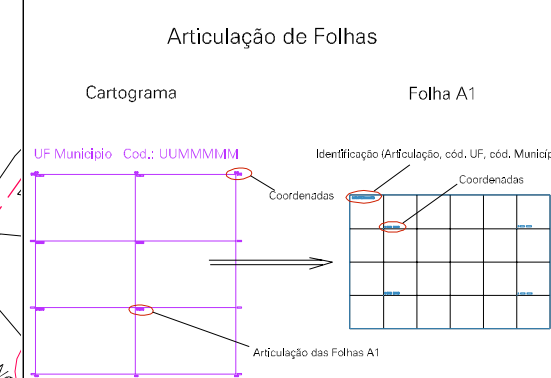 Articulação de Folhas
Cartograma
Folha A1
UF Municipio Cod.: UUMMMMM
Identificação (Articulação, cód. UF, cód. Municíp
Coordenadas
Coordenadas
Articulação das Folhas A1